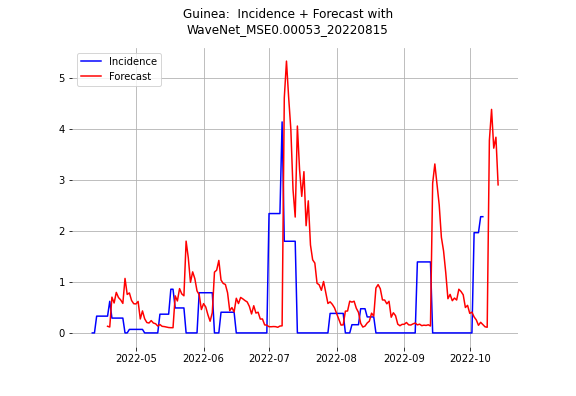 Guinea:  Incidence + Forecast with
WaveNet_MSE0.00053_20220815
Incidence
Forecast
5
4
3
2
1
0
2022-05 2022-06 2022-07 2022-08 2022-09 2022-10